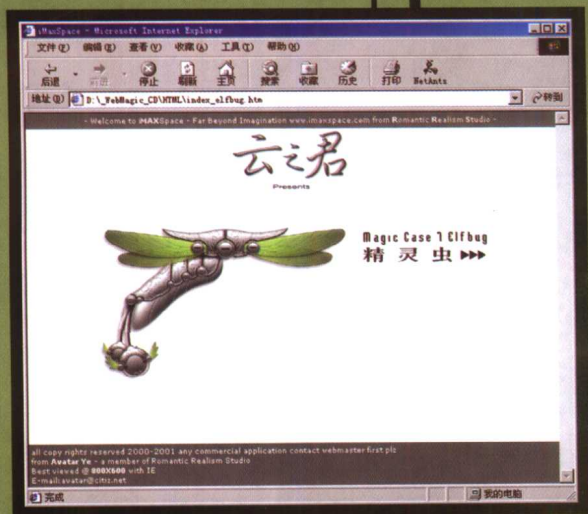 iMaxSpace - Microsoft Internet Explorer
文件(F) 编辑(E) 查看(V) 收藏(A) 工具(T) 帮助(H)
后退 前进 停止 刷新 主页 搜索 收藏 历史 打印 NetAnts
地址(D) D:\_WebMagic_CD\HTML\index_elfbug.htm 转到
- Welcome to iMAXSpace - Far Beyond Imagination www.imaxspace.com from Romantic Realism Studio -
云之君
Presents
Magic Case 1 Elfbug
精灵虫
all copy rights reserved 2000-2001 any commercial application contact webmaster first pls
from Avatar Ye - a member of Romantic Realism Studio
Best viewed @ 800X600 with IE
E-mail:avatar@citiz.net
完成 我的电脑